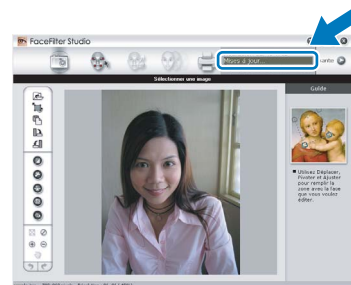 FaceFilter Studio
Mises à jour...
uante
Sélectionner une image
Guide
Utilisez Déplacer,
Pivoter et Ajuster
pour remplir la
zone avec la face
que vous voulez
éditer.